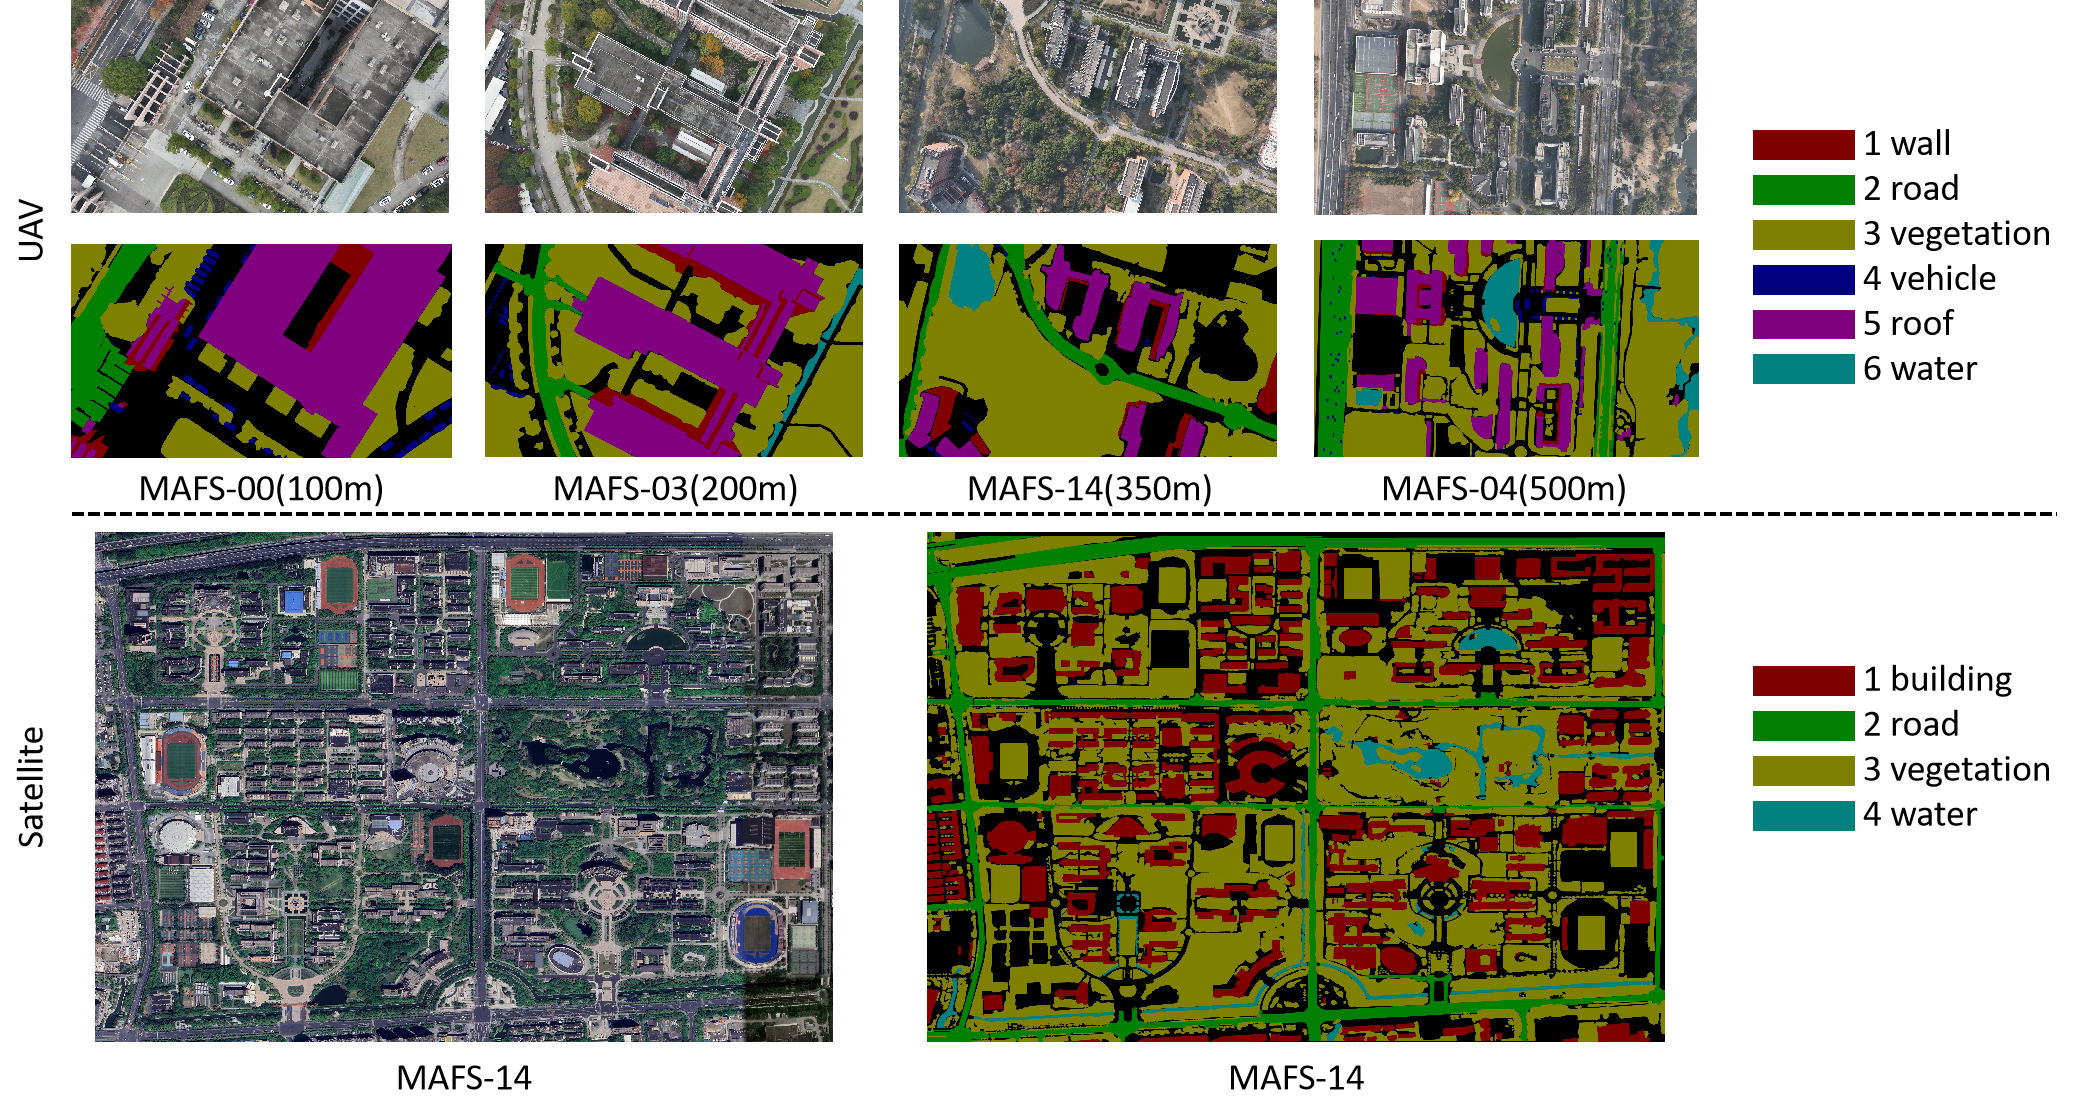 UAV
1 wall
2 road
3 vegetation
4 vehicle
5 roof
6 water
MAFS-00(100m)
MAFS-03(200m)
MAFS-14(350m)
MAFS-04(500m)
Satellite
1 building
2 road
3 vegetation
4 water
MAFS-14
MAFS-14